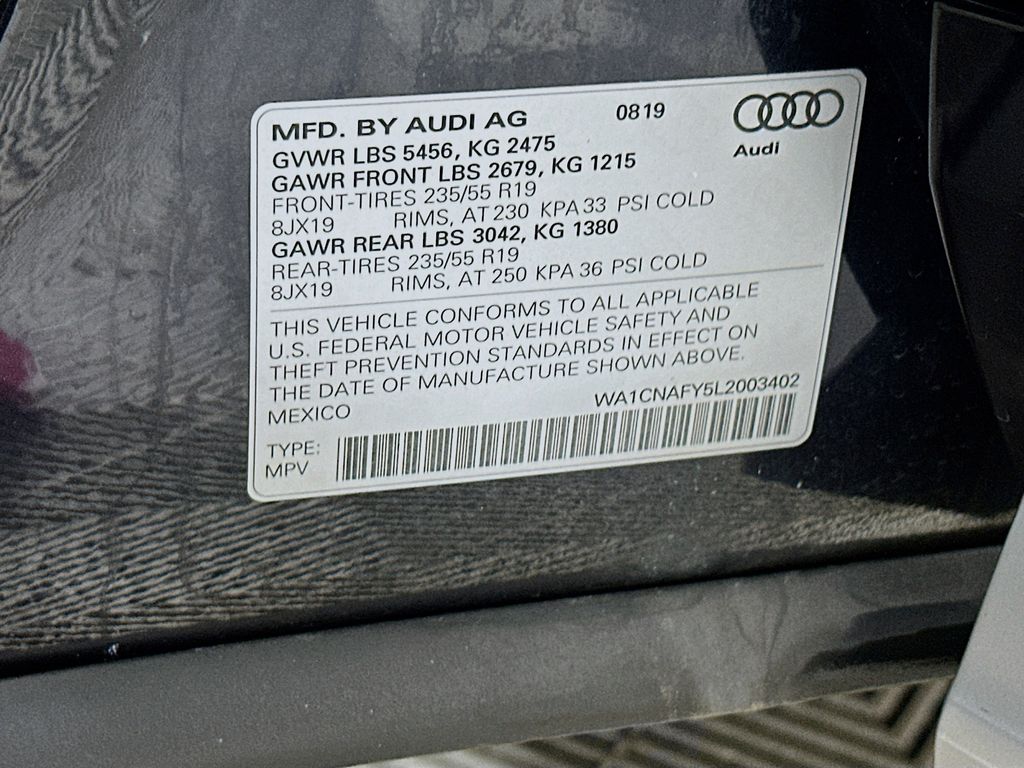 MFD. BY AUDI AG 0819
Audi
GVWR LBS 5456, KG 2475
GAWR FRONT LBS 2679, KG 1215
FRONT-TIRES 235/55 R19
8JX19 RIMS, AT 230 KPA 33 PSI COLD
GAWR REAR LBS 3042, KG 1380
REAR-TIRES 235/55 R19
8JX19 RIMS, AT 250 KPA 36 PSI COLD
THIS VEHICLE CONFORMS TO ALL APPLICABLE
U.S. FEDERAL MOTOR VEHICLE SAFETY AND
THEFT PREVENTION STANDARDS IN EFFECT ON
THE DATE OF MANUFACTURE SHOWN ABOVE.
MEXICO WA1CNAFY5L2003402
TYPE:
MPV